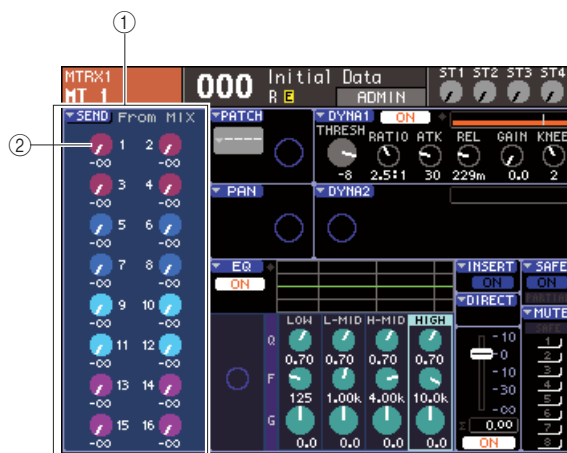 ①
MTRX1
MT 1
000 Initial Data
R E ADMIN
ST1 ST2 ST3 ST4
SEND From MIX
②
1 2
-∞ -∞
3 4
-∞ -∞
5 6
-∞ -∞
7 8
-∞ -∞
9 10
-∞ -∞
11 12
-∞ -∞
13 14
-∞ -∞
15 16
-∞ -∞
PATCH
-----
PAN
DYNA1 ON
THRESH RATIO ATK REL GAIN KNEE
-8 2.5:1 30 229m 0.0 2
DYNA2
EQ
ON
LOW L-MID H-MID HIGH
Q
0.70 0.70 0.70 0.70
F
125 1.00k 4.00k 10.0k
G
0.0 0.0 0.0 0.0
INSERT
ON
DIRECT
10
0
10
30
-∞
Σ 0.00
ON
SAFE
ON
PARTIAL
MUTE
SAFE
1
2
3
4
5
6
7
8